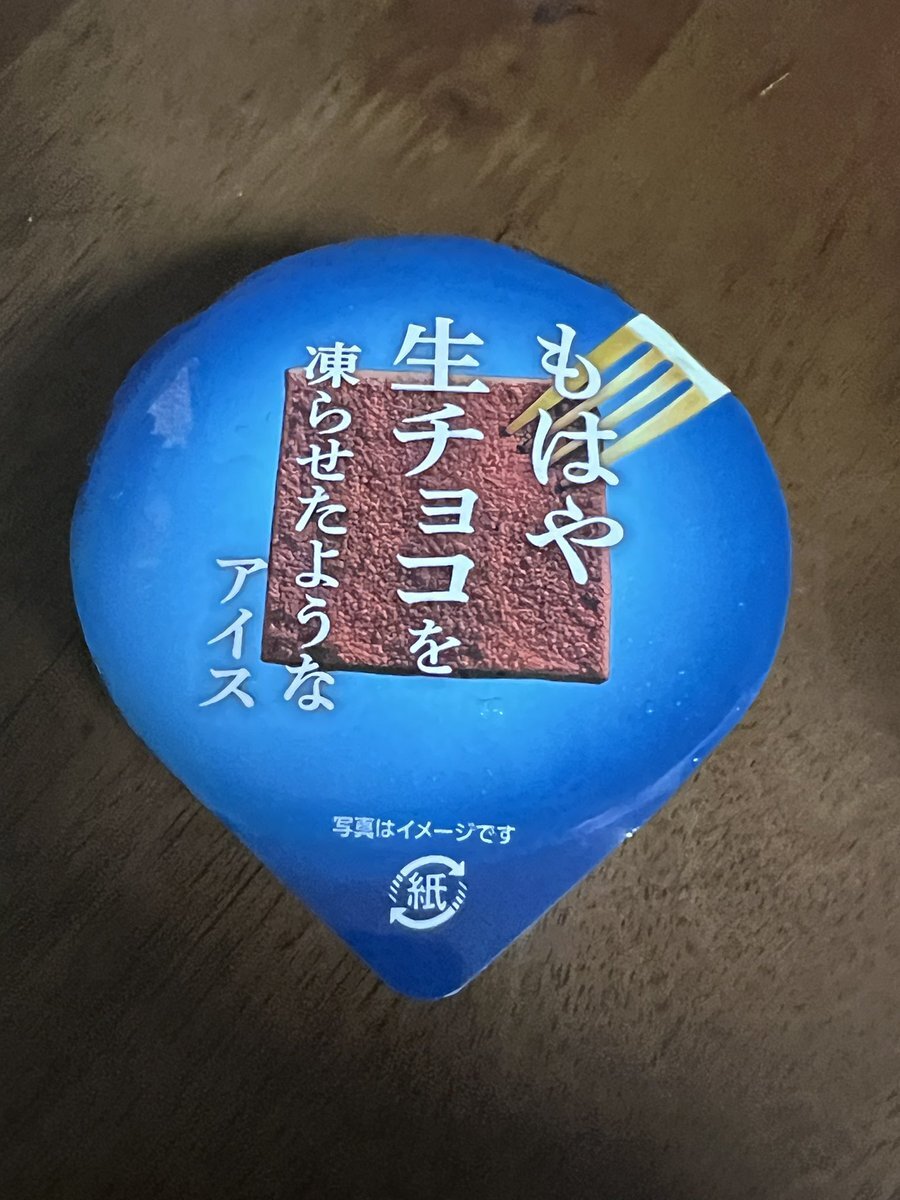 もはや
生チョコを
凍らせたような
アイス
写真はイメージです
紙